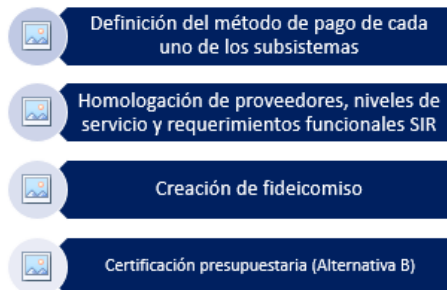 Definición del método de pago de cada
uno de los subsistemas
Homologación de proveedores, niveles de
servicio y requerimientos funcionales SIR
Creación de fideicomiso
Certificación presupuestaria (Alternativa B)